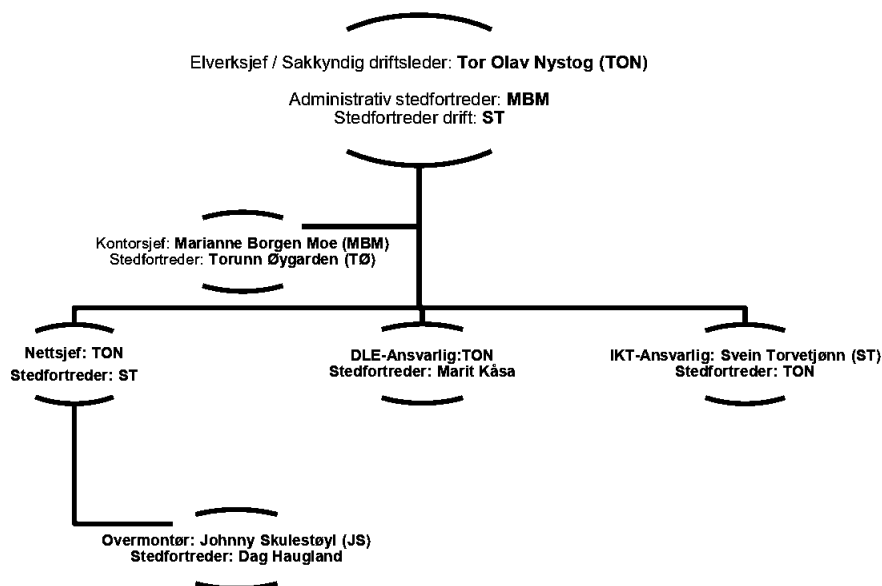 Elverksjef / Sakkyndig driftsleder: Tor Olav Nystog (TON)
Administrativ stedfortreder: MBM
Stedfortreder drift: ST
Kontorsjef: Marianne Borgen Moe (MBM)
Stedfortreder: Torunn Øygarden (TØ)
Nettsjef: TON
Stedfortreder: ST
DLE-Ansvarlig:TON
Stedfortreder: Marit Kåsa
IKT-Ansvarlig: Svein Torvetjønn (ST)
Stedfortreder: TON
Overmontør: Johnny Skulestøyl (JS)
Stedfortreder: Dag Haugland